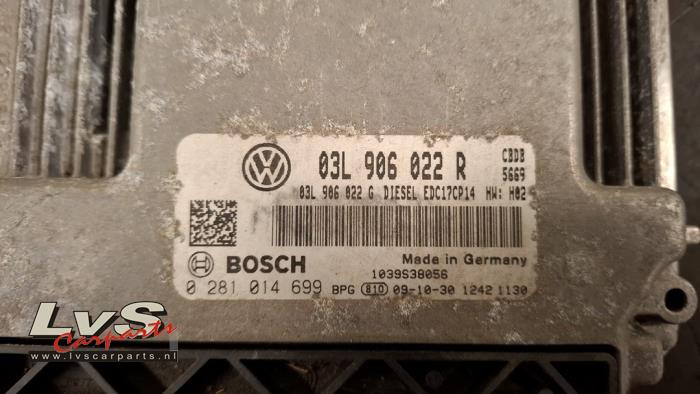 03L 906 022 R
CBDB
5669
03L 906 022 G DIESEL EDC17CP14 HW: H02
BOSCH
Made in Germany
1039S38056
0 281 014 699 BPG 810 09-10-30 1242 1130
LvS
Carparts
www.lvscarparts.nl